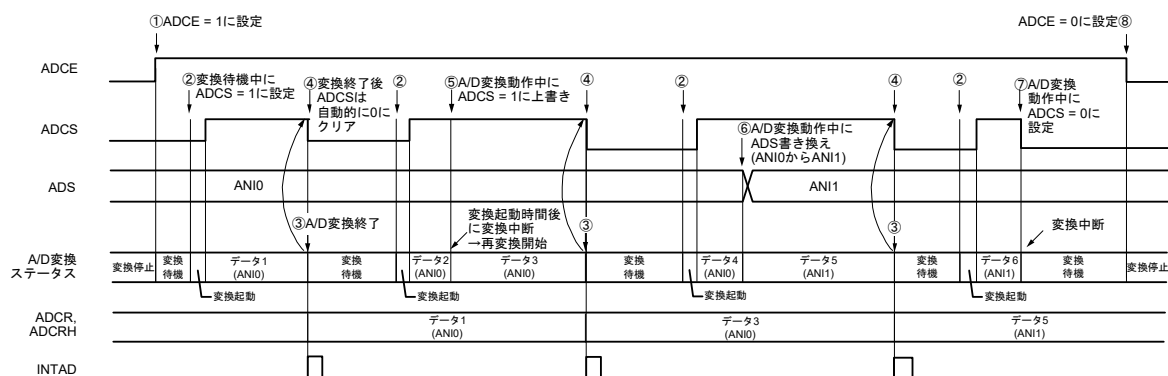 ①ADCE = 1に設定
ADCE = 0に設定⑧
ADCE
②変換待機中に
ADCS = 1に設定
④変換終了後
ADCSは
自動的に0に
クリア
②
⑤A/D変換動作中に
ADCS = 1に上書き
④
②
④
②
⑦A/D変換
動作中に
ADCS = 0に
設定
ADCS
⑥A/D変換動作中に
ADS書き換え
(ANI0からANI1)
ADS
ANI0
ANI1
③A/D変換終了
変換起動時間後
に変換中断
→再変換開始
③
③
変換中断
A/D変換
ステータス
変換停止
変換
待機
データ1
(ANI0)
変換
待機
データ2
(ANI0)
データ3
(ANI0)
変換
待機
データ4
(ANI0)
データ5
(ANI1)
変換
待機
データ6
(ANI1)
変換
待機
変換停止
変換起動
変換起動
変換起動
変換起動
ADCR,
ADCRH
データ1
(ANI0)
データ3
(ANI0)
データ5
(ANI1)
INTAD